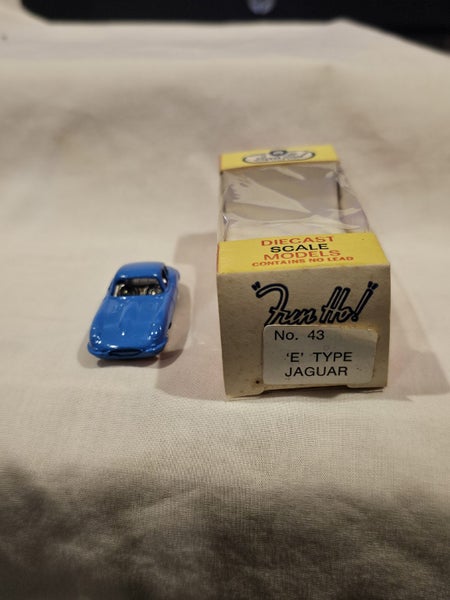 DIECAST
SCALE
MODELS
CONTAINS NO LEAD
"Fun Ho!"
No. 43
'E' TYPE
JAGUAR